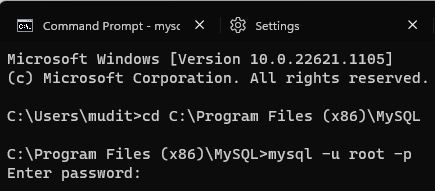 Command Prompt - mysq
Settings
Microsoft Windows [Version 10.0.22621.1105]
(c) Microsoft Corporation. All rights reserved.
C:\Users\mudit>cd C:\Program Files (x86)\MySQL
C:\Program Files (x86)\MySQL>mysql -u root -p
Enter password: